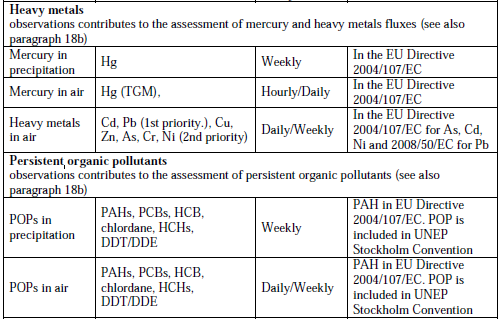 Heavy metals
observations contributes to the assessment of mercury and heavy metals fluxes (see also
paragraph 18b)
Mercury in
precipitation
Hg
Weekly
In the EU Directive
2004/107/EC
Mercury in air
Hg (TGM),
Hourly/Daily
In the EU Directive
2004/107/EC
Heavy metals
in air
Cd, Pb (1st priority.), Cu,
Zn, As, Cr, Ni (2nd priority)
Daily/Weekly
In the EU Directive
2004/107/EC for As, Cd,
Ni and 2008/50/EC for Pb
Persistent organic pollutants
observations contributes to the assessment of persistent organic pollutants (see also
paragraph 18b)
POPs in
precipitation
PAHs, PCBs, HCB,
chlordane, HCHs,
DDT/DDE
Weekly
PAH in EU Directive
2004/107/EC. POP is
included in UNEP
Stockholm Convention
POPs in air
PAHs, PCBs, HCB,
chlordane, HCHs,
DDT/DDE
Daily/Weekly
PAH in EU Directive
2004/107/EC. POP is
included in UNEP
Stockholm Convention